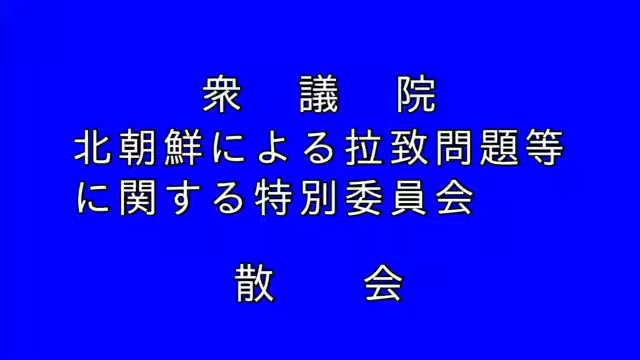 衆議院
北朝鮮による拉致問題等
に関する特別委員会
散会